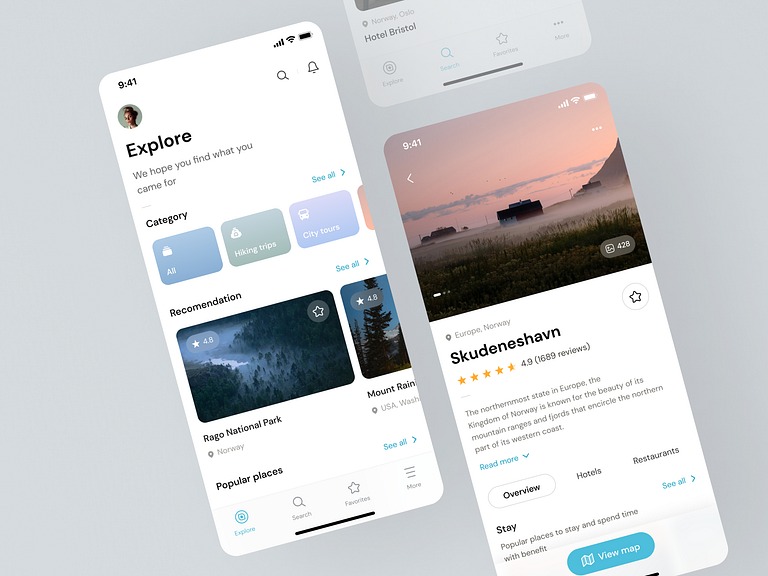 9:41
Explore
We hope you find what you
came for
See all
Category
All
Hiking trips
City tours
See all
Recomendation
4.8
4.8
Rago National Park
Norway
Mount Rain
USA, Wash
See all
Popular places
Explore
Search
Favorites
More
Norway, Oslo
Hotel Bristol
Explore
Search
Favorites
More
9:41
428
Europe, Norway
Skudeneshavn
4.9 (1689 reviews)
The northernmost state in Europe, the
Kingdom of Norway is known for the beauty of its
mountain ranges and fjords that encircle the northern
part of its western coast.
Read more
Overview
Hotels
Restaurants
Stay
See all
Popular places to stay and spend time
with benefit
View map